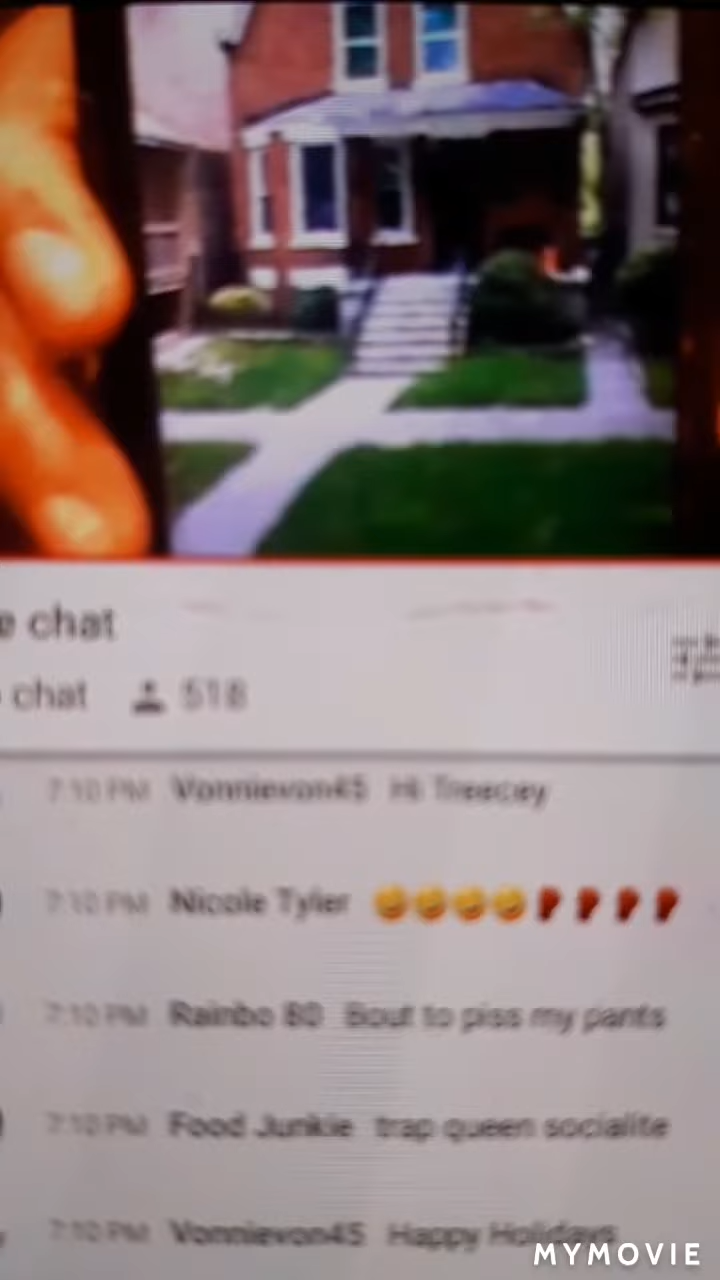 e chat
chat 518
7:10 PM Vonnievon45 Hi Treecey
7:10 PM Nicole Tyler
7:10 PM Rainbo 80 Bout to piss my pants
7:10 PM Food Junkie trap queen socialite
7:10 PM Vonnievon45 Happy Holidays
MYMOVIE